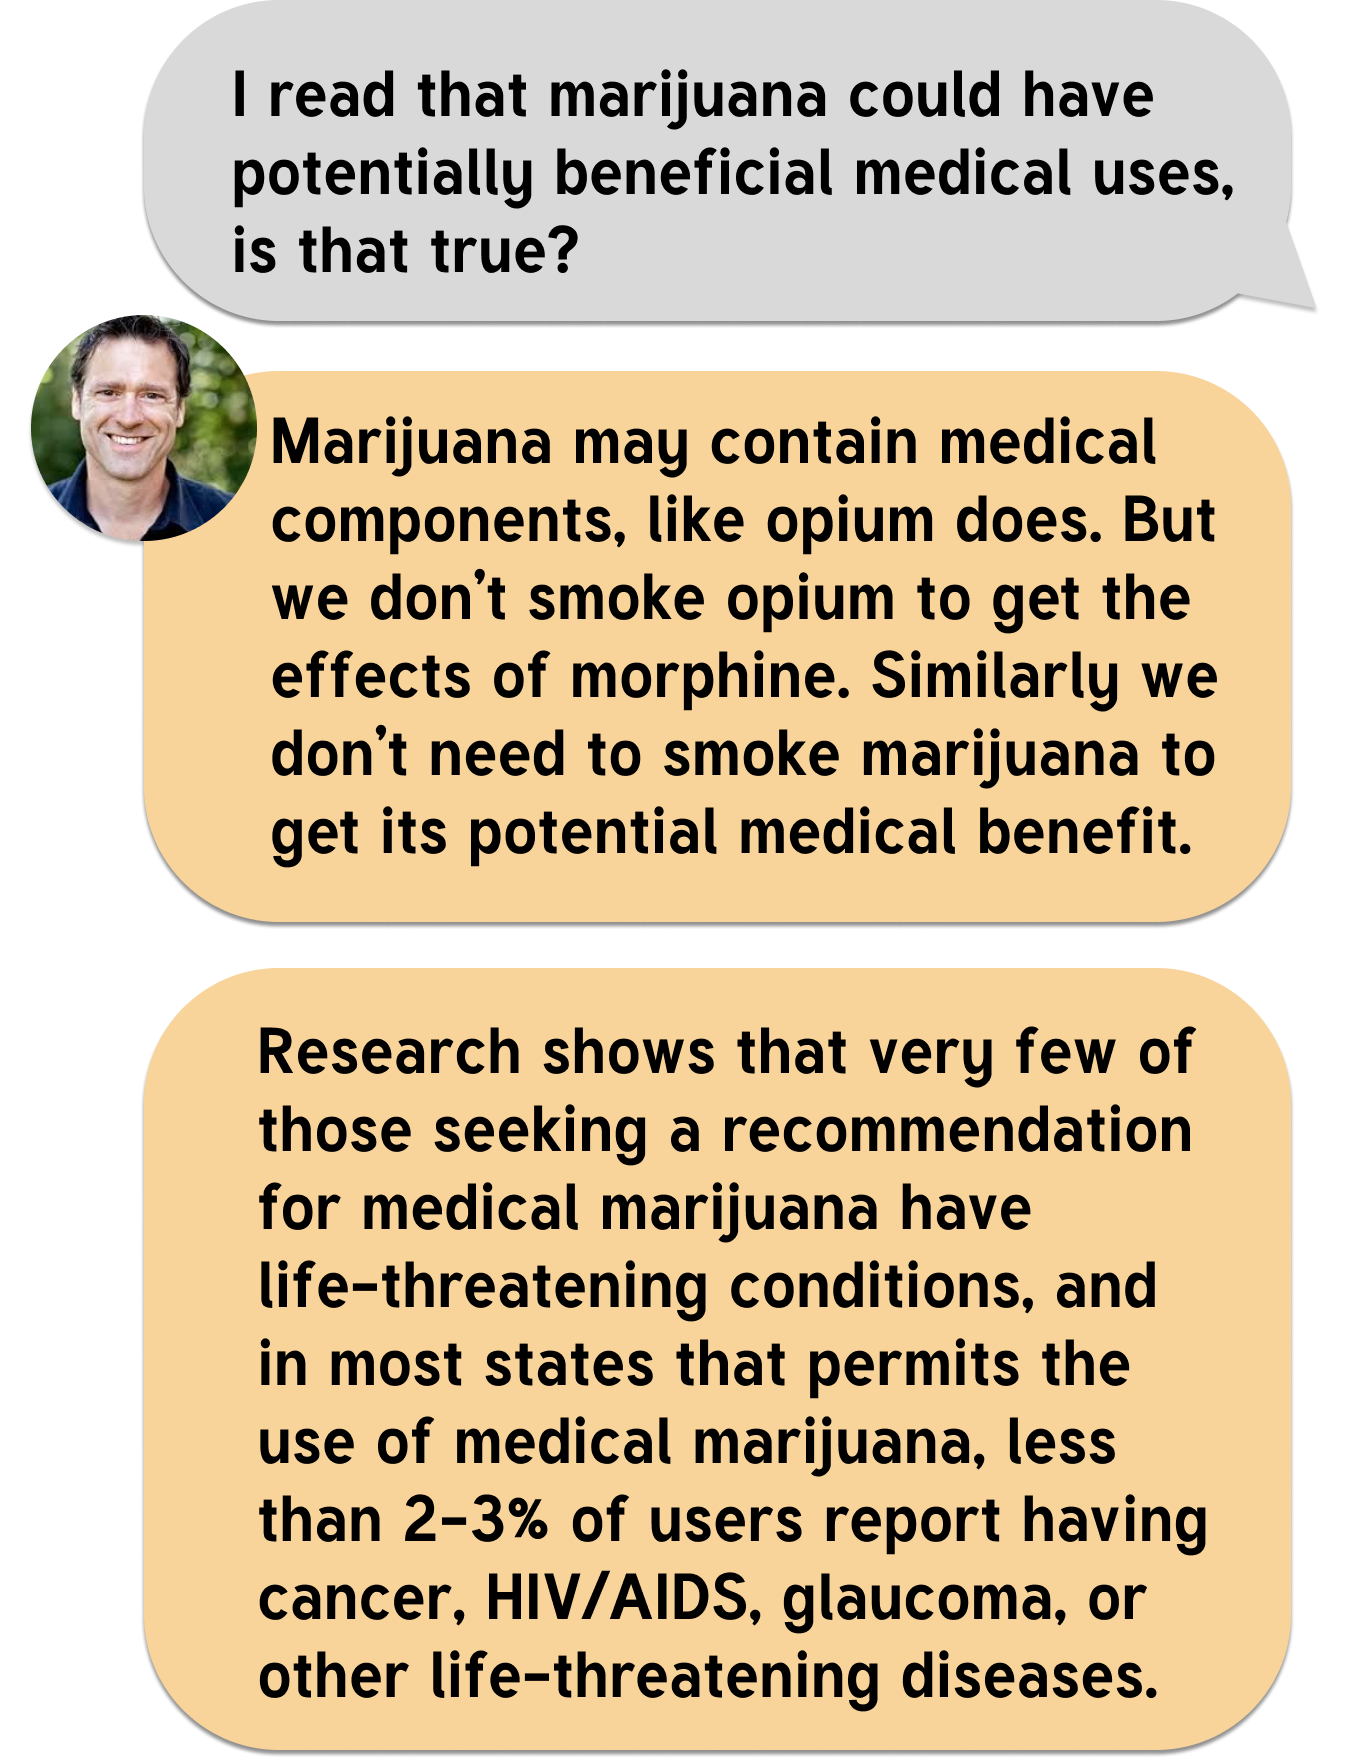 I read that marijuana could have
potentially beneficial medical uses,
is that true?
Marijuana may contain medical
components, like opium does. But
we don’t smoke opium to get the
effects of morphine. Similarly we
don’t need to smoke marijuana to
get its potential medical benefit.
Research shows that very few of
those seeking a recommendation
for medical marijuana have
life-threatening conditions, and
in most states that permits the
use of medical marijuana, less
than 2-3% of users report having
cancer, HIV/AIDS, glaucoma, or
other life-threatening diseases.